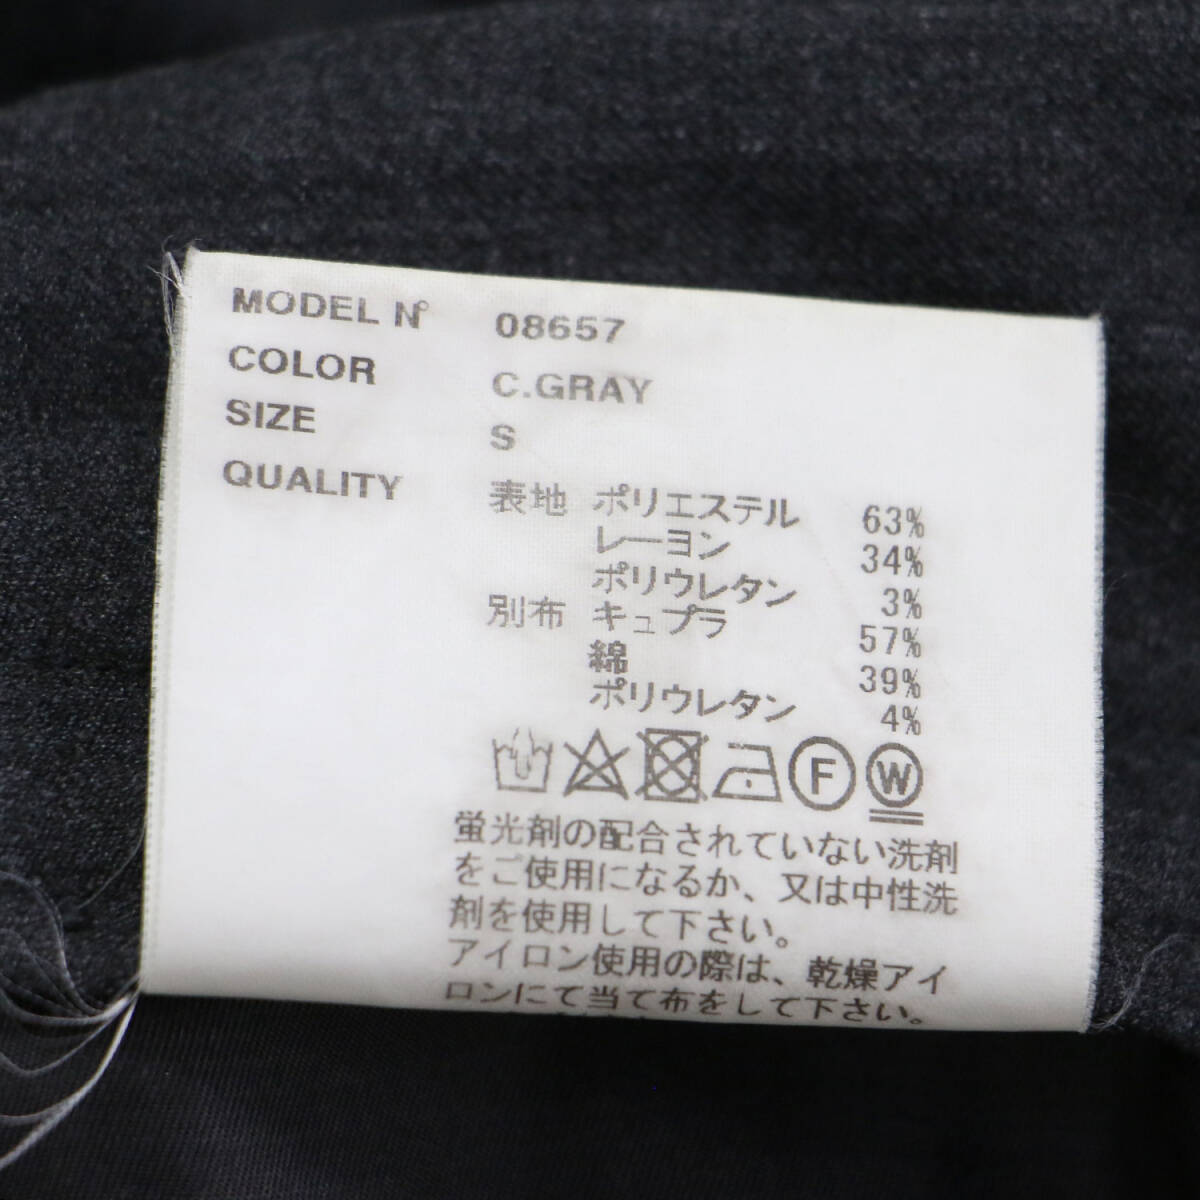 MODEL N° 08657
COLOR C.GRAY
SIZE S
QUALITY 表地 ポリエステル 63%
レーヨン 34%
ポリウレタン 3%
別布 キュプラ 57%
綿 39%
ポリウレタン 4%
F W
蛍光剤の配合されていない洗剤
をご使用になるか、又は中性洗
剤を使用して下さい。
アイロン使用の際は、乾燥アイ
ロンにて当て布をして下さい。